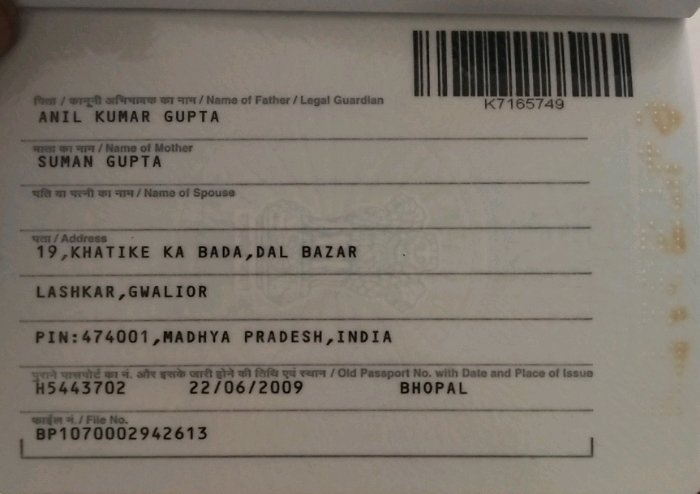 K7165749
पिता / कानूनी अभिभावक का नाम / Name of Father / Legal Guardian
ANIL KUMAR GUPTA
माता का नाम / Name of Mother
SUMAN GUPTA
पति या पत्नी का नाम / Name of Spouse
पता / Address
19,KHATIKE KA BADA,DAL BAZAR
LASHKAR,GWALIOR
PIN:474001,MADHYA PRADESH,INDIA
पुराने पासपोर्ट का नं. और इसके जारी होने की तिथि एवं स्थान / Old Passport No. with Date and Place of Issue
H5443702 22/06/2009 BHOPAL
फाईल नं. / File No.
BP1070002942613